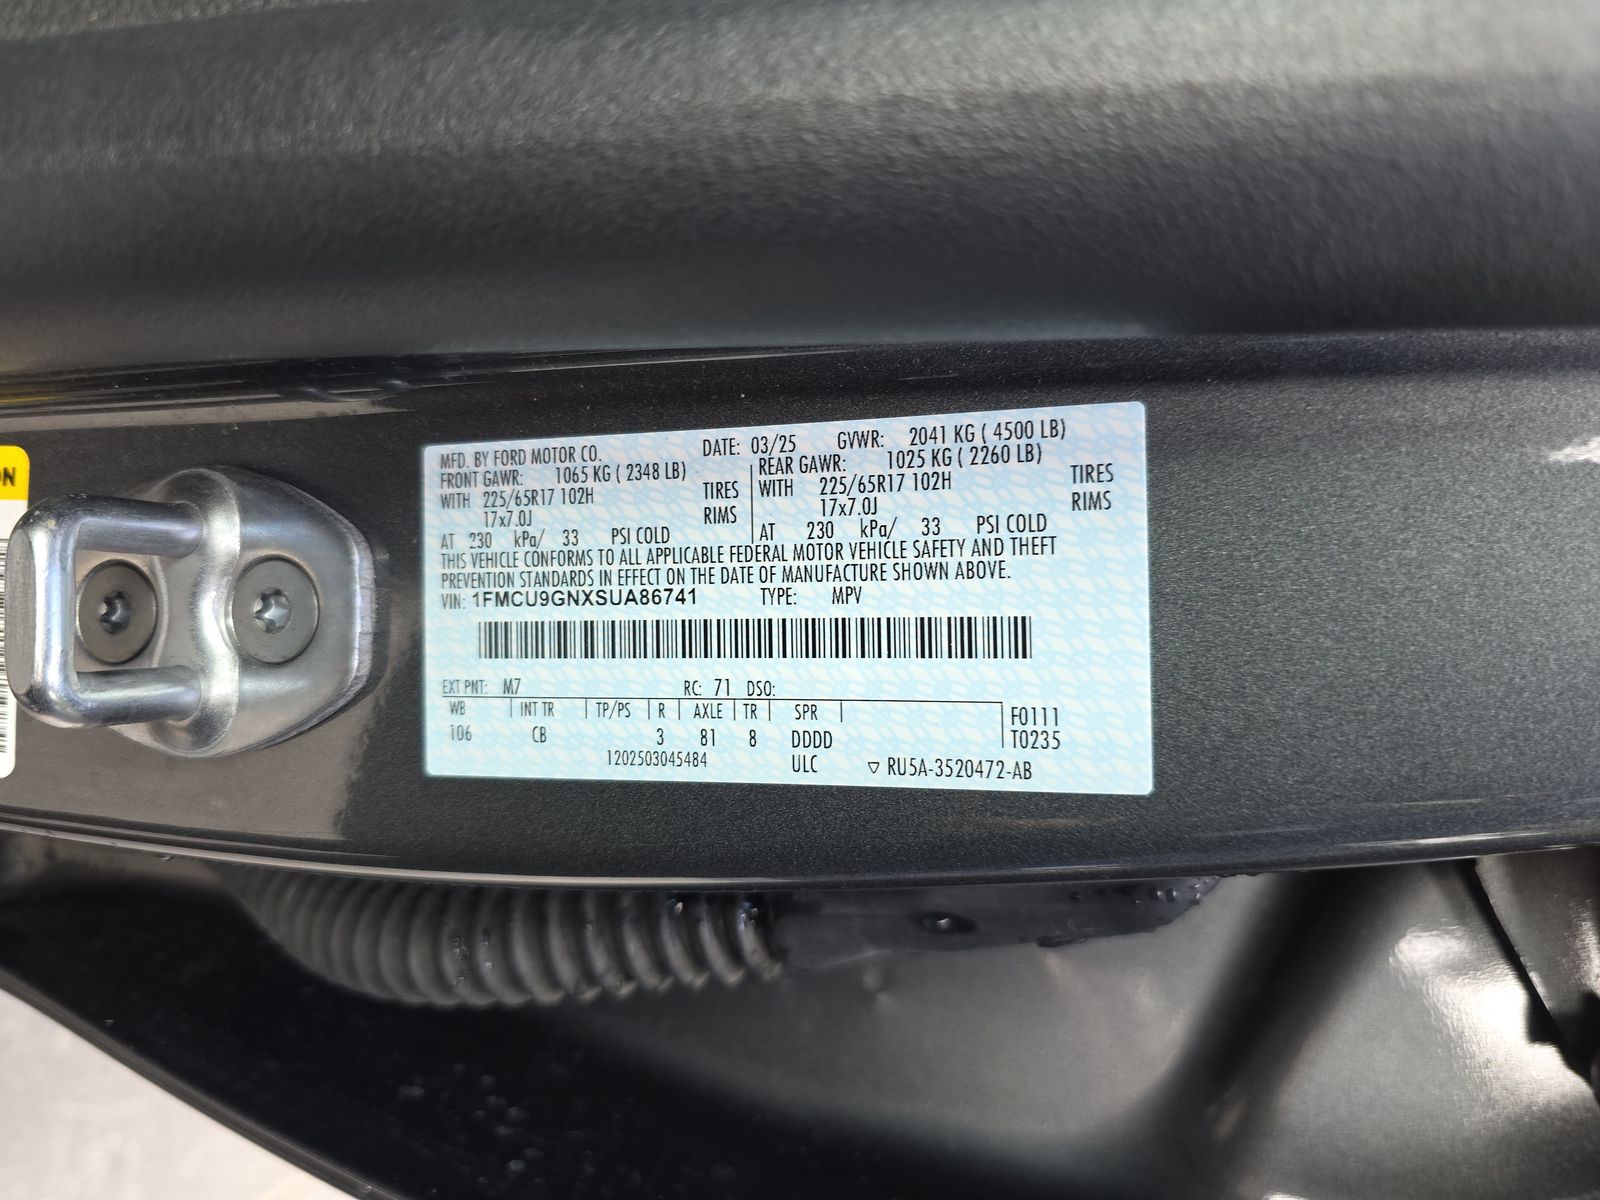 ON
MFD. BY FORD MOTOR CO. DATE: 03/25 GVWR: 2041 KG ( 4500 LB)
FRONT GAWR: 1065 KG ( 2348 LB) REAR GAWR: 1025 KG ( 2260 LB)
WITH 225/65R17 102H TIRES WITH 225/65R17 102H TIRES
17x7.0J RIMS 17x7.0J RIMS
AT 230 kPa/ 33 PSI COLD AT 230 kPa/ 33 PSI COLD
THIS VEHICLE CONFORMS TO ALL APPLICABLE FEDERAL MOTOR VEHICLE SAFETY AND THEFT
PREVENTION STANDARDS IN EFFECT ON THE DATE OF MANUFACTURE SHOWN ABOVE.
VIN: 1FMCU9GNXSUA86741 TYPE: MPV
EXT PNT: M7 RC: 71 DSO:
WB INT TR TP/PS R AXLE TR SPR F0111
106 CB 3 81 8 DDDD T0235
1202503045484 ULC ▽ RU5A-3520472-AB